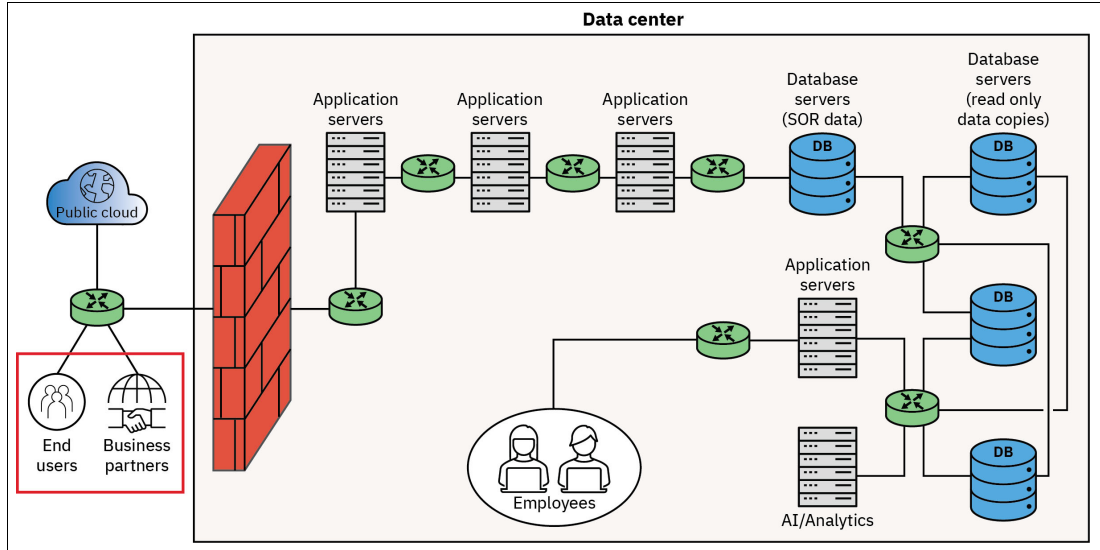 Data center
Database
servers
(read only
data copies)
Database
servers
(SOR data)
Application
servers
Application
servers
Application
servers
DB
DB
Public cloud
Application
servers
DB
End
users
Business
partners
DB
Employees
AI/Analytics